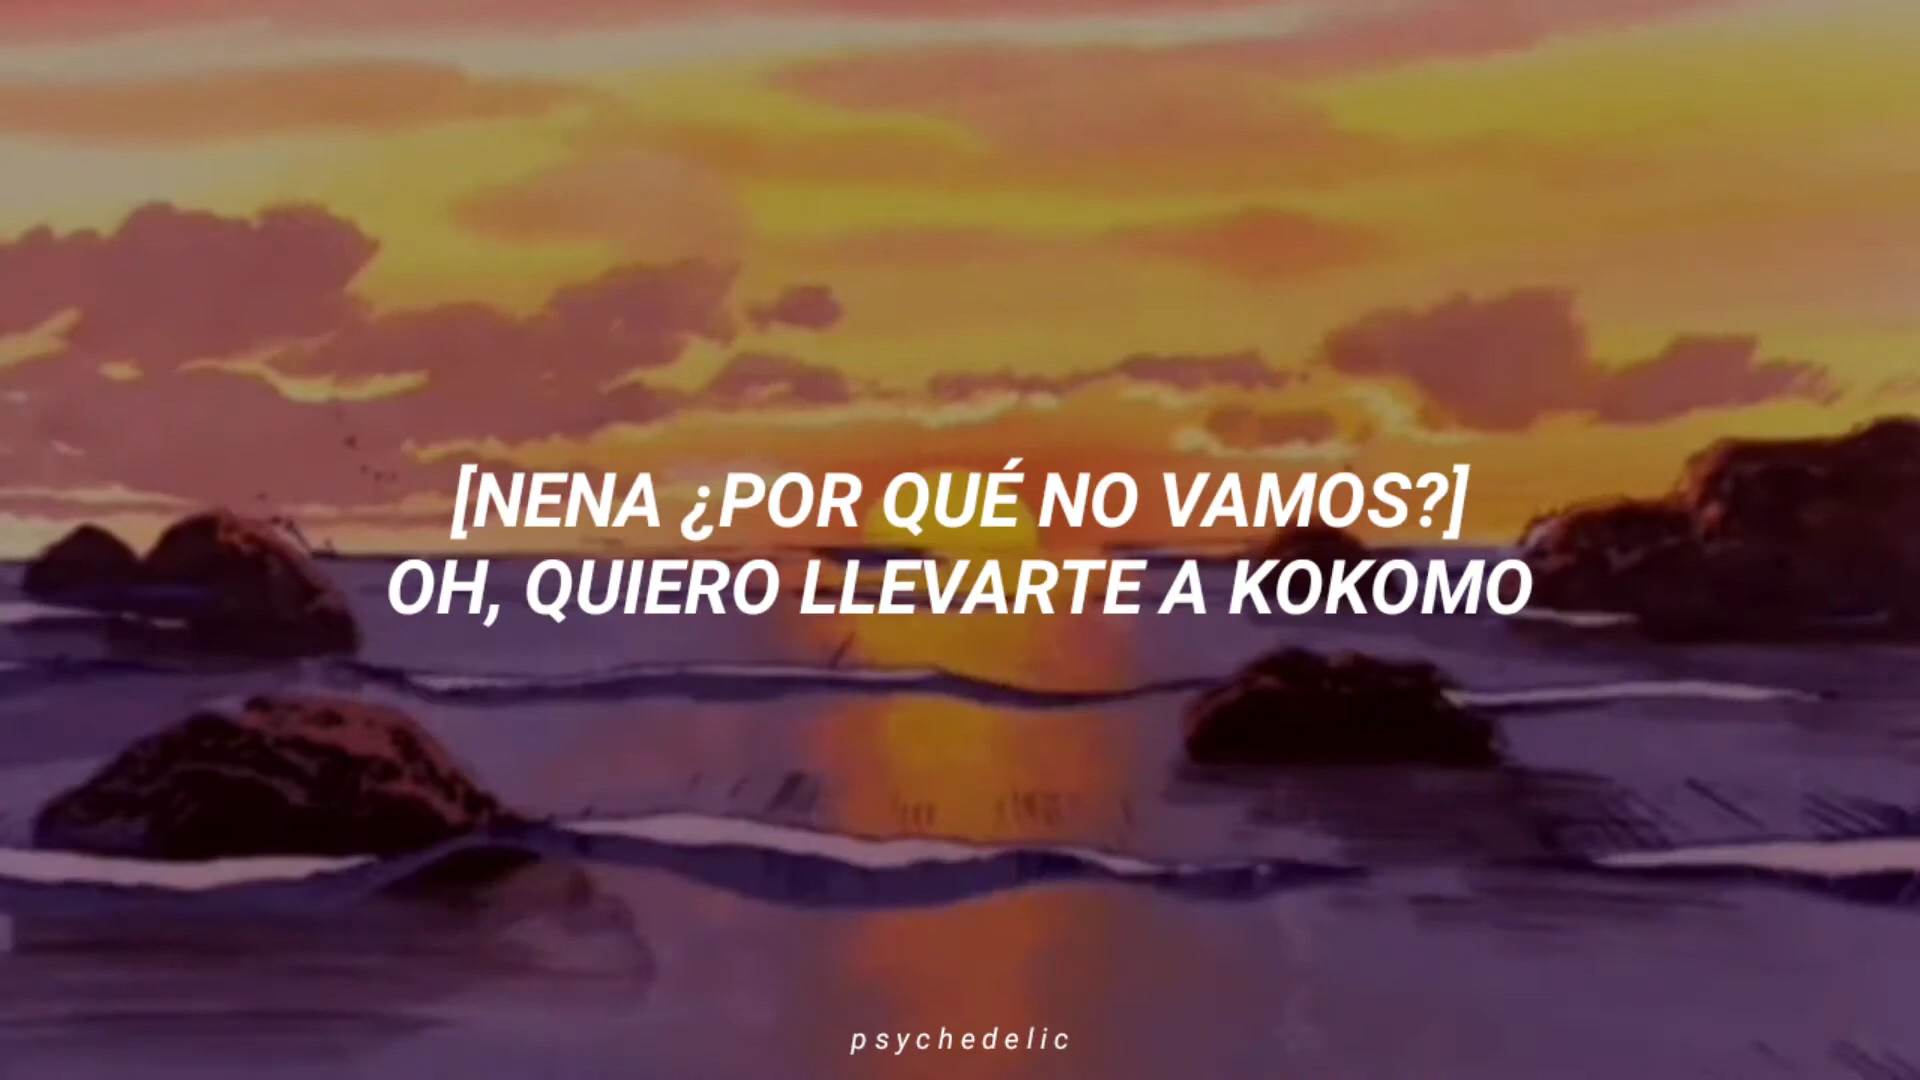 [NENA ¿POR QUÉ NO VAMOS?]
OH, QUIERO LLEVARTE A KOKOMO
psychedelic